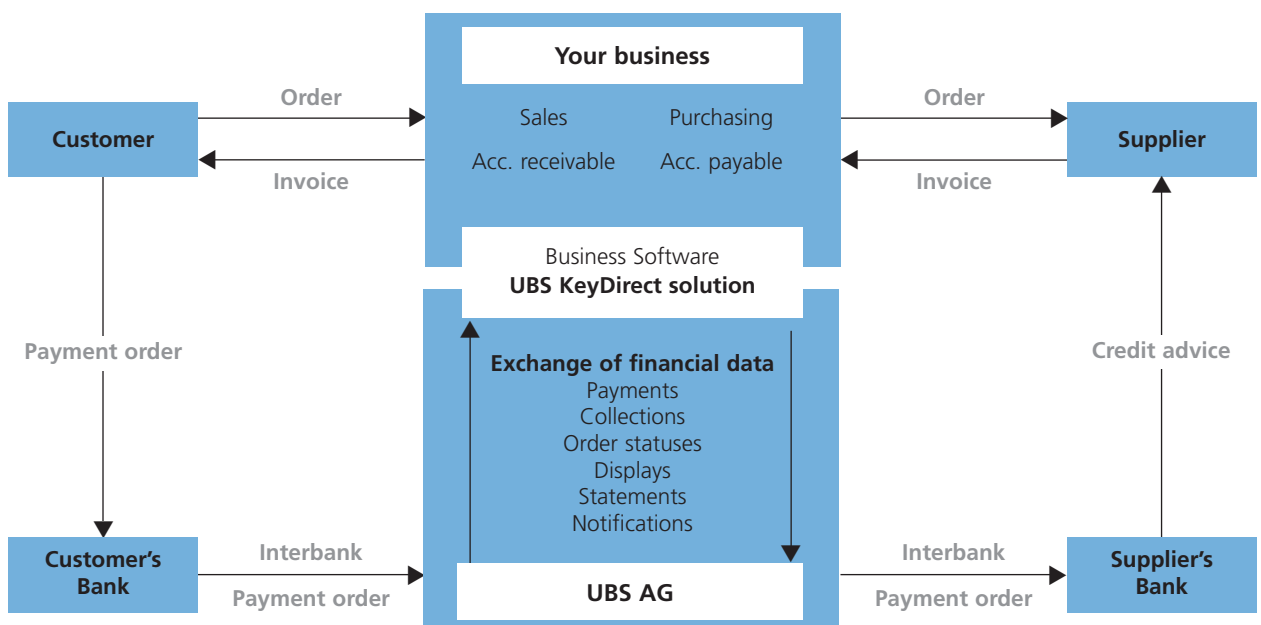 Your business
Order
Order
Customer
Sales
Purchasing
Supplier
Acc. receivable
Acc. payable
Invoice
Invoice
Business Software
UBS KeyDirect solution
Payment order
Exchange of financial data
Credit advice
Payments
Collections
Order statuses
Displays
Statements
Notifications
Customer's
Bank
Interbank
Payment order
UBS AG
Interbank
Payment order
Supplier's
Bank